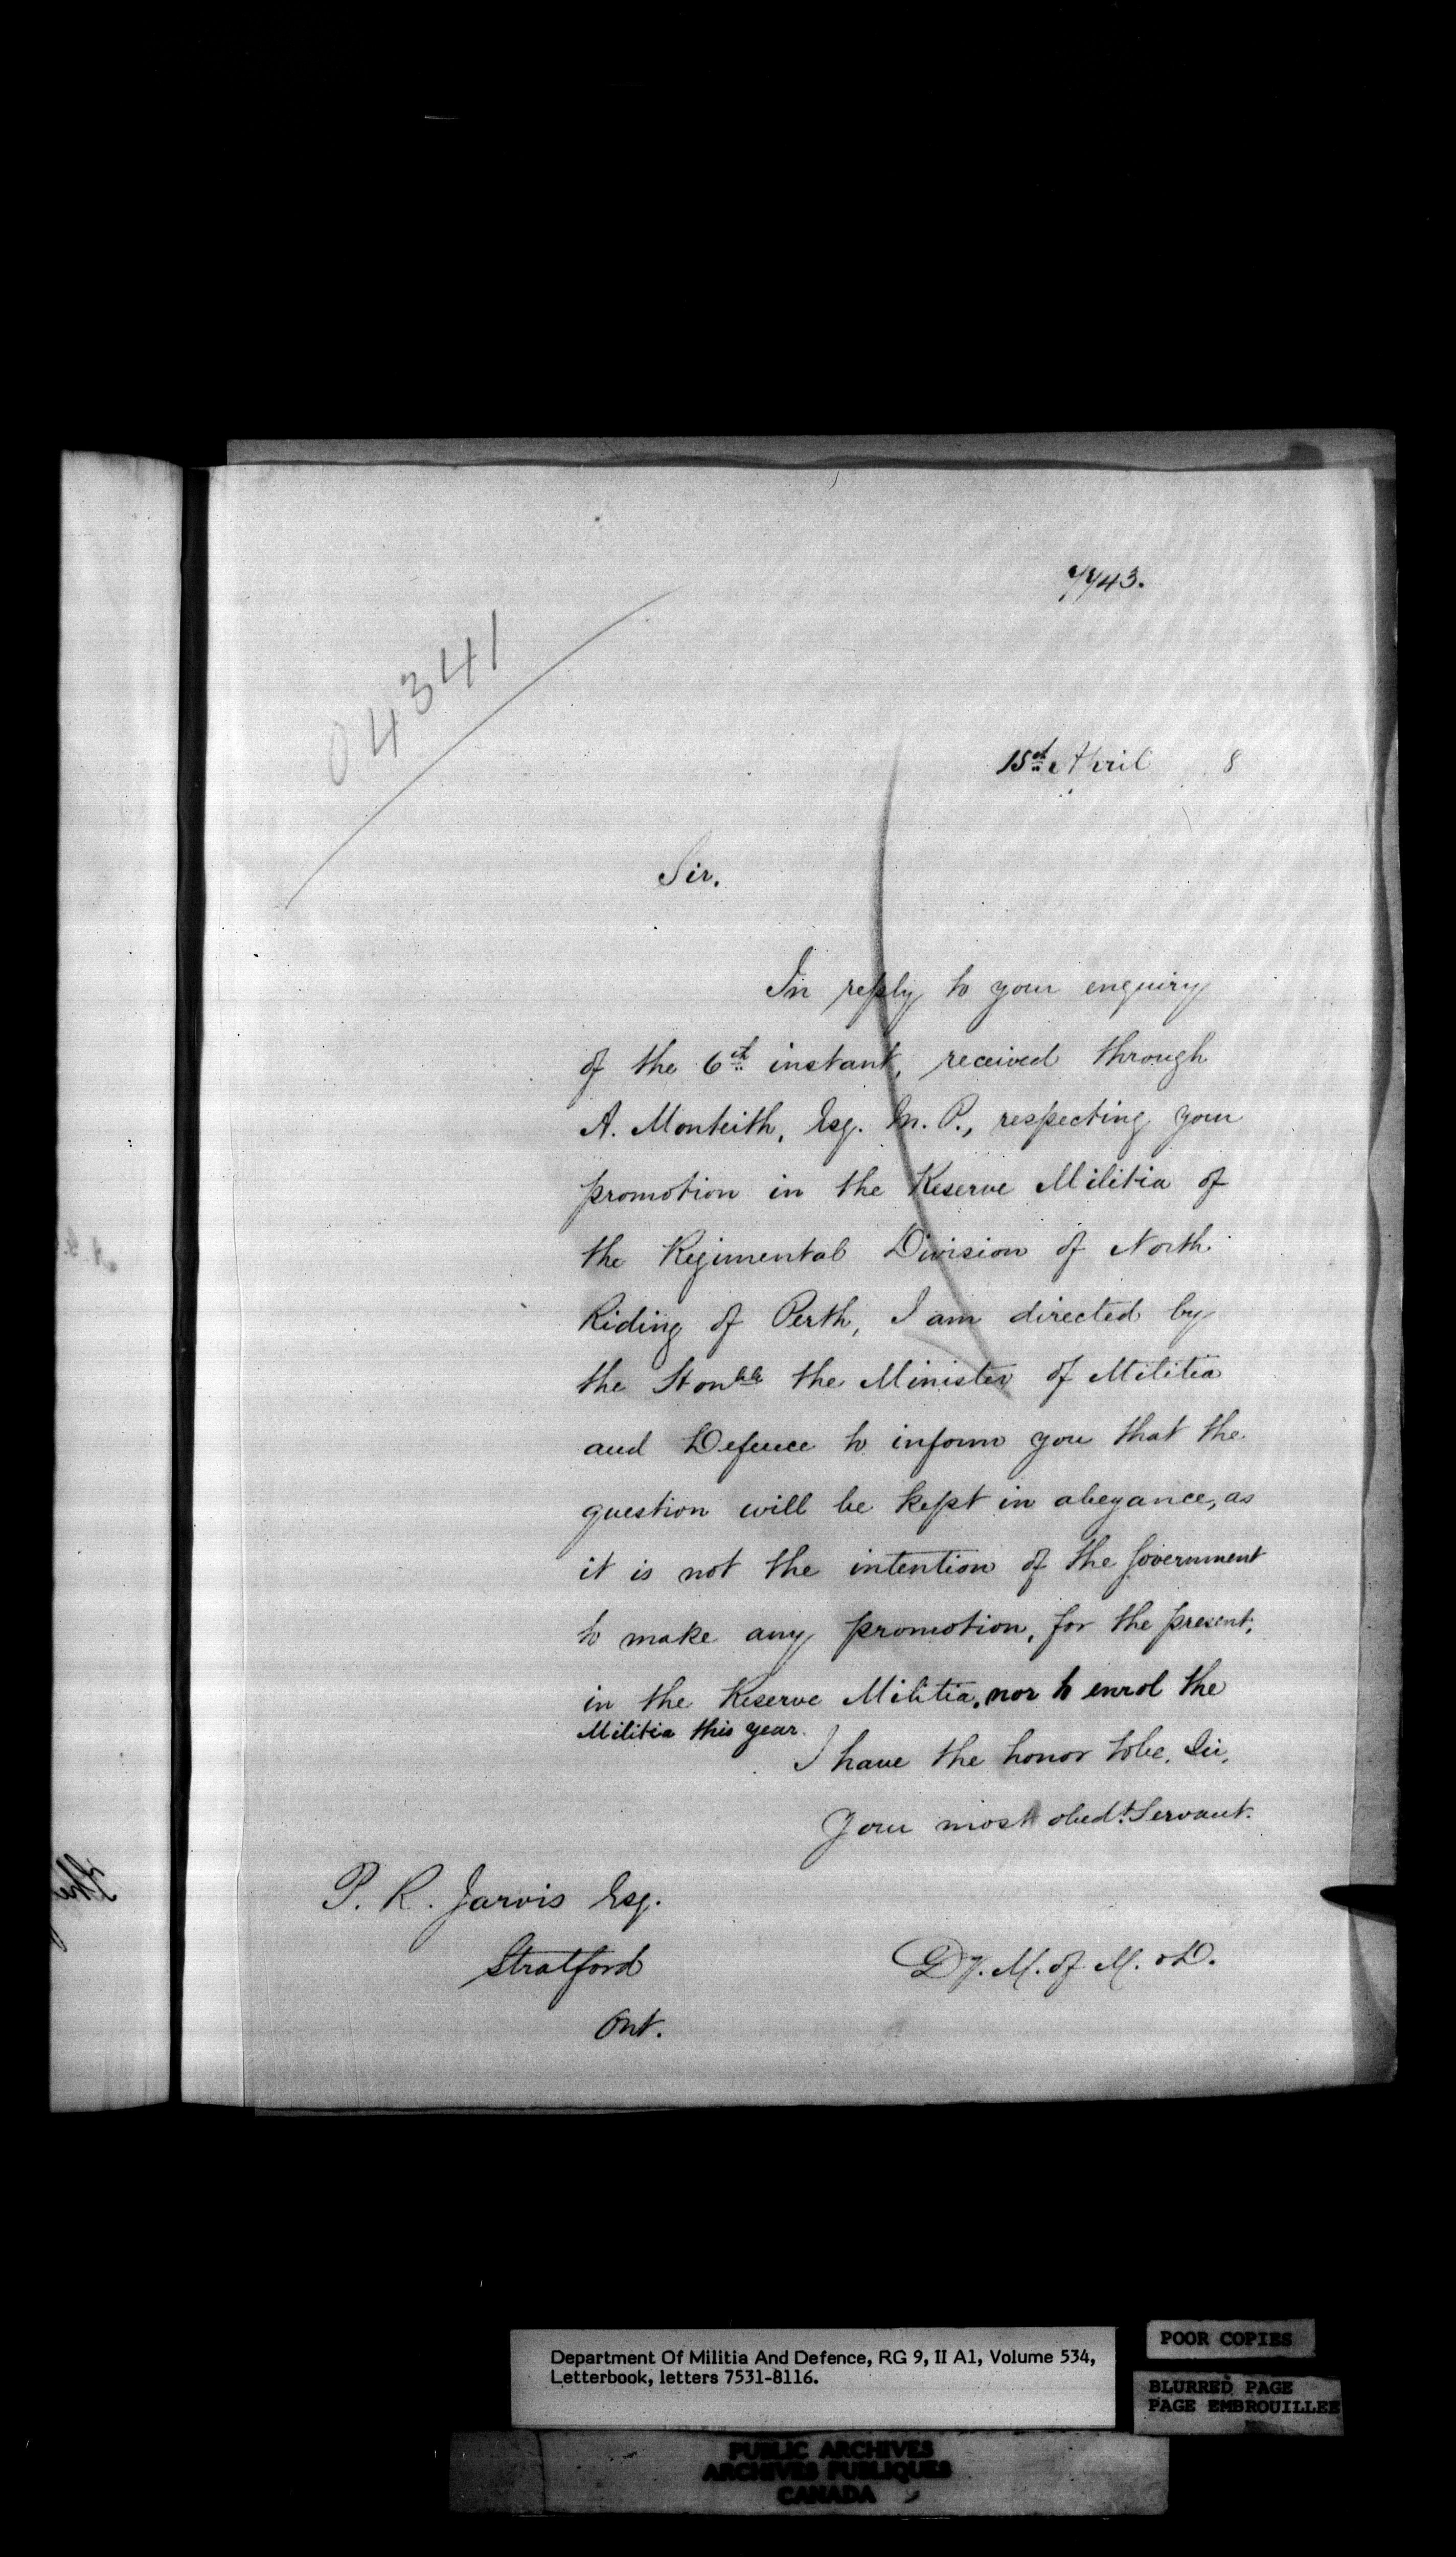 7743.
04341
15th April 8
Sir.
In reply to your enquiry
of the 6th instant, received through
A. Monteith, Esq. M. P., respecting your
promotion in the Reserve Militia of
the Regimental Division of North
Riding of Perth, I am directed by
the Honble the Minister of Militia
and Defence to inform you that the
question will be kept in abeyance, as
it is not the intention of the Government
to make any promotion, for the present,
in the Reserve Militia, nor to enrol the
Militia this year.
I have the honor to be, Sir,
Your most obedt. Servant.
P. R. Jarvis Esq.
Stratford
Ont.
Dy. M. of M. & D.
Department Of Militia And Defence, RG 9, II A1, Volume 534,
Letterbook, letters 7531-8116.
POOR COPIES
BLURRED PAGE
PAGE EMBROUILLEE
PUBLIC ARCHIVES
ARCHIVES PUBLIQUES
CANADA